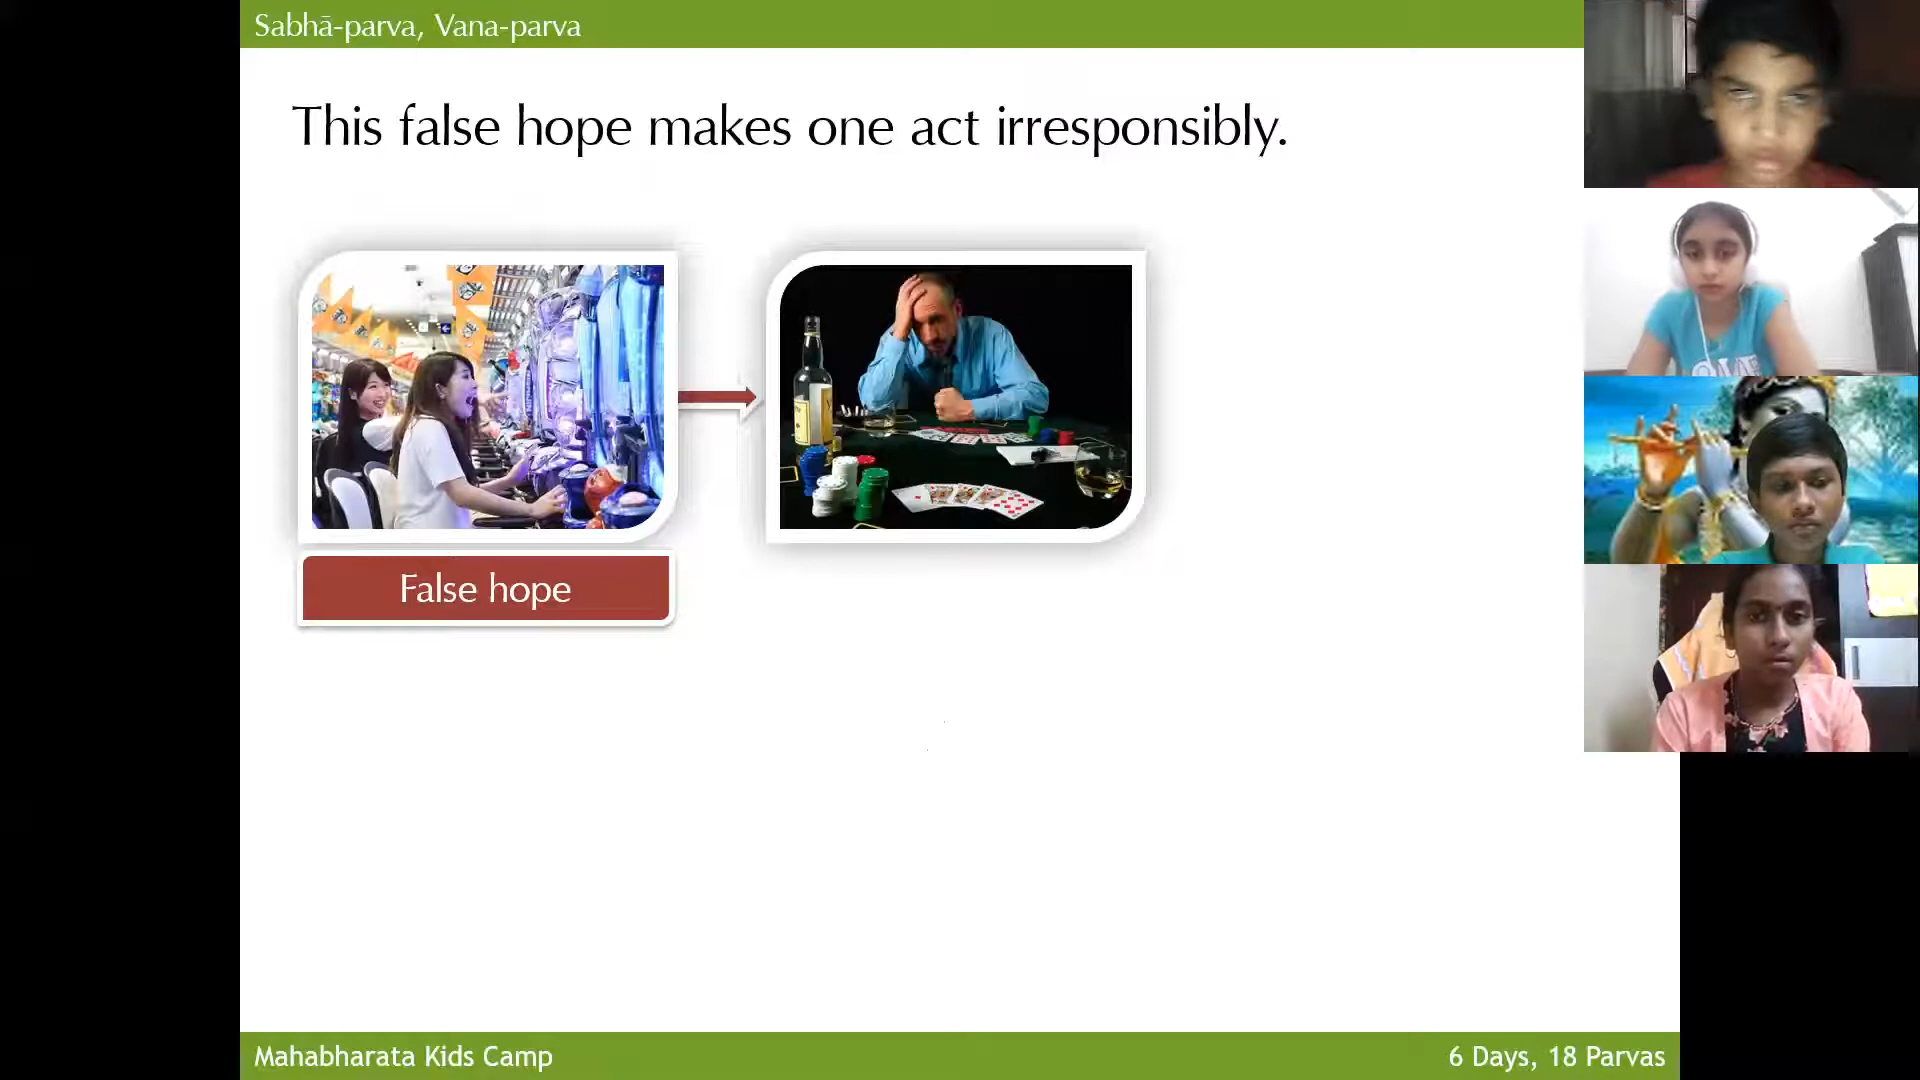 Sabhā-parva, Vana-parva
This false hope makes one act irresponsibly.
False hope
Mahabharata Kids Camp
6 Days, 18 Parvas